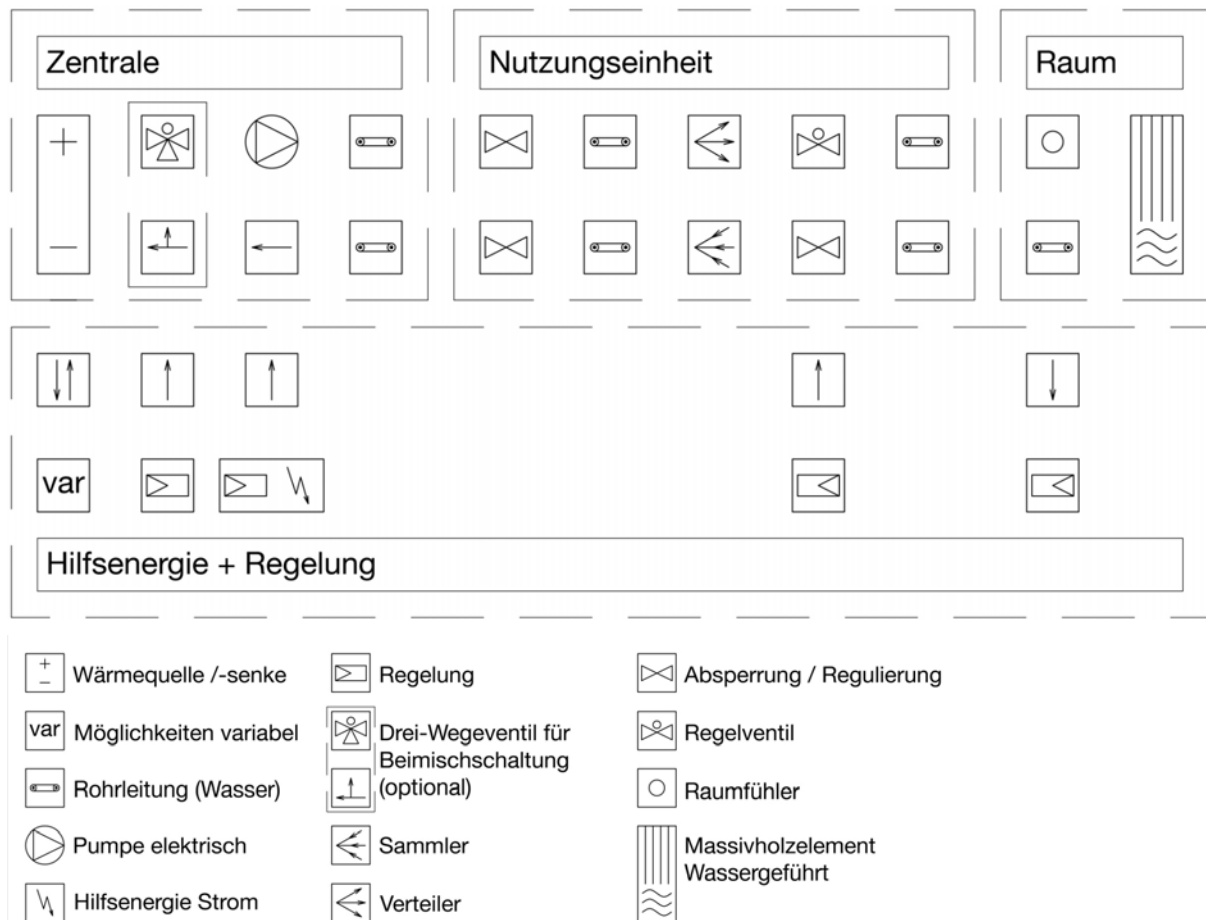 Zentrale
Nutzungseinheit
Raum
var
Hilfsenergie + Regelung
Wärmequelle /-senke
Regelung
Absperrung / Regulierung
var Möglichkeiten variabel
Drei-Wegeventil für
Beimischschaltung
(optional)
Regelventil
Rohrleitung (Wasser)
Raumfühler
Pumpe elektrisch
Sammler
Massivholzelement
Wassergeführt
Hilfsenergie Strom
Verteiler